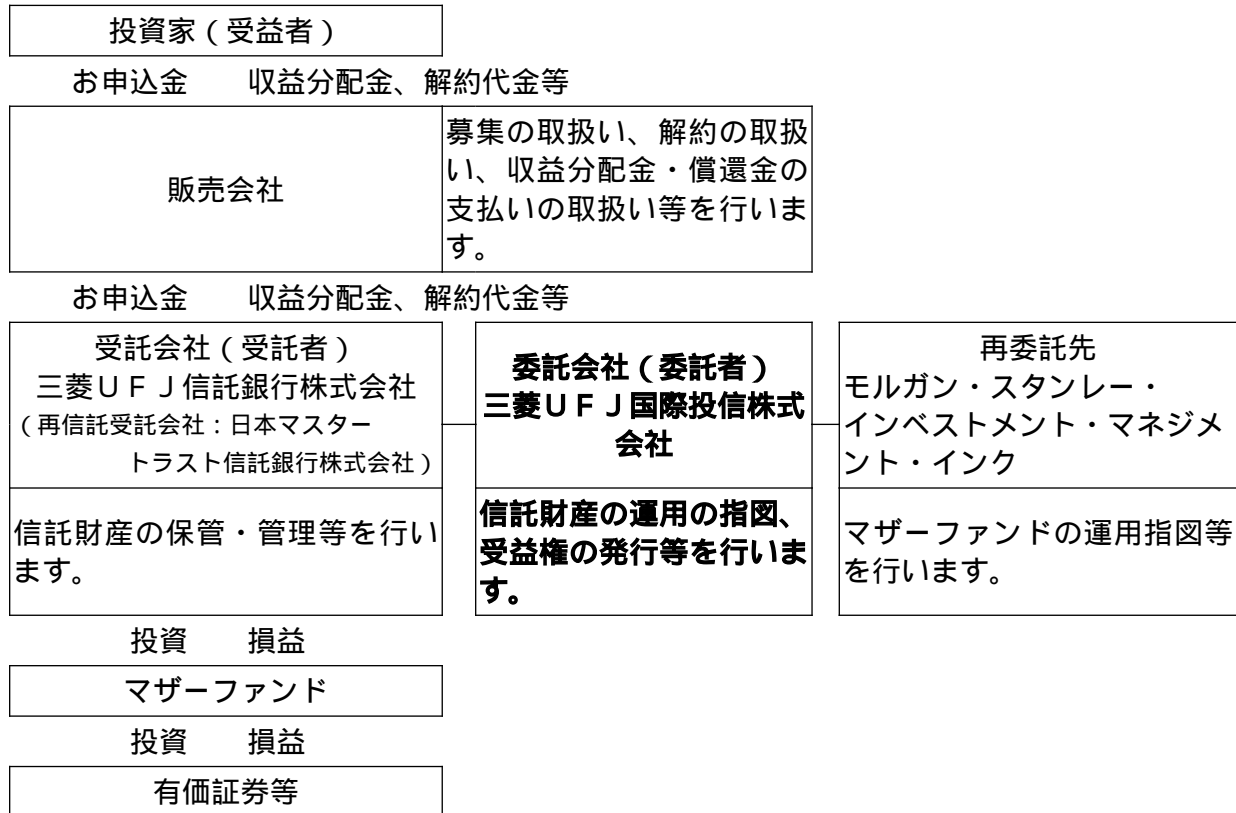 投資家（受益者）
お申込金　収益分配金、解約代金等
販売会社
募集の取扱い、解約の取扱
い、収益分配金・償還金の
支払いの取扱い等を行いま
す。
お申込金　収益分配金、解約代金等
受託会社（受託者）
三菱ＵＦＪ信託銀行株式会社
（再信託受託会社：日本マスター
トラスト信託銀行株式会社）
委託会社（委託者）
三菱ＵＦＪ国際投信株式
会社
再委託先
モルガン・スタンレー・
インベストメント・マネジメ
ント・インク
信託財産の保管・管理等を行い
ます。
信託財産の運用の指図、
受益権の発行等を行いま
す。
マザーファンドの運用指図等
を行います。
投資　損益
マザーファンド
投資　損益
有価証券等